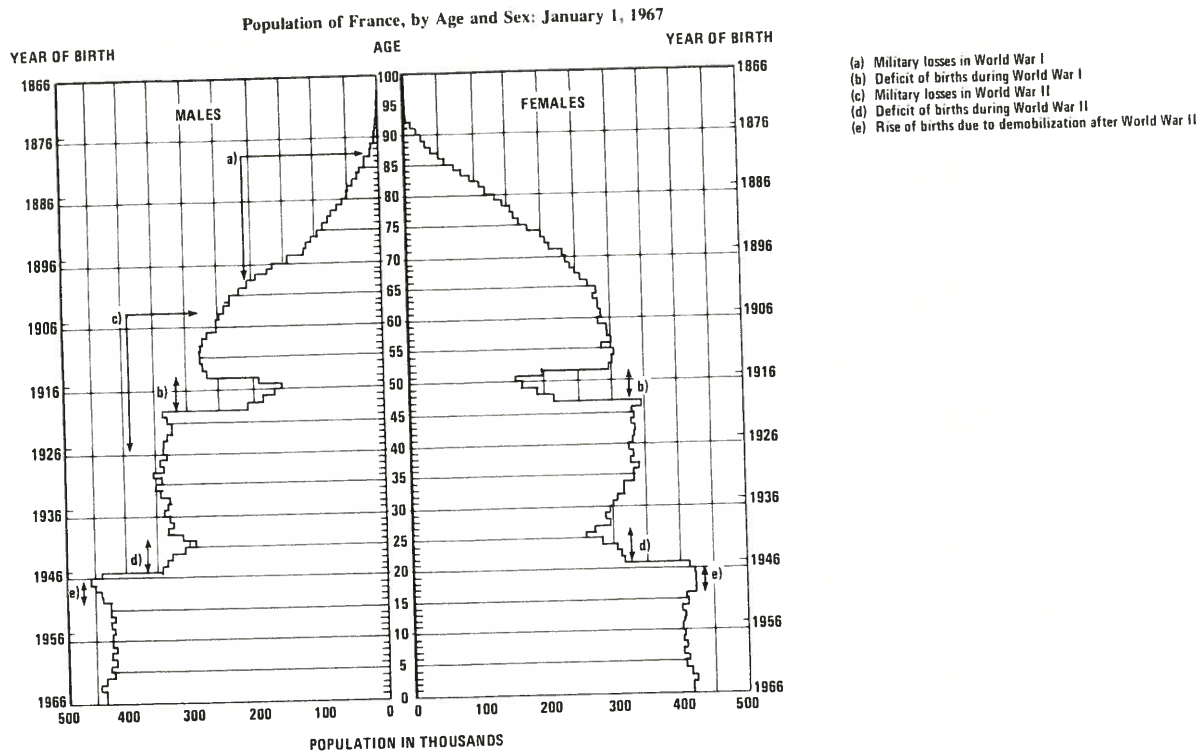 Population of France, by Age and Sex: January 1, 1967
YEAR OF BIRTH
AGE
YEAR OF BIRTH
MALES
FEMALES
1866
1876
1886
1896
1906
1916
1926
1936
1946
1956
1966
100
95
90
85
80
75
70
65
60
55
50
45
40
35
30
25
20
15
10
5
0
1866
1876
1886
1896
1906
1916
1926
1936
1946
1956
1966
a)
c)
b)
d)
e)
b)
d)
e)
500 400 300 200 100 0
0 100 200 300 400 500
POPULATION IN THOUSANDS
(a) Military losses in World War I
(b) Deficit of births during World War I
(c) Military losses in World War II
(d) Deficit of births during World War II
(e) Rise of births due to demobilization after World War II